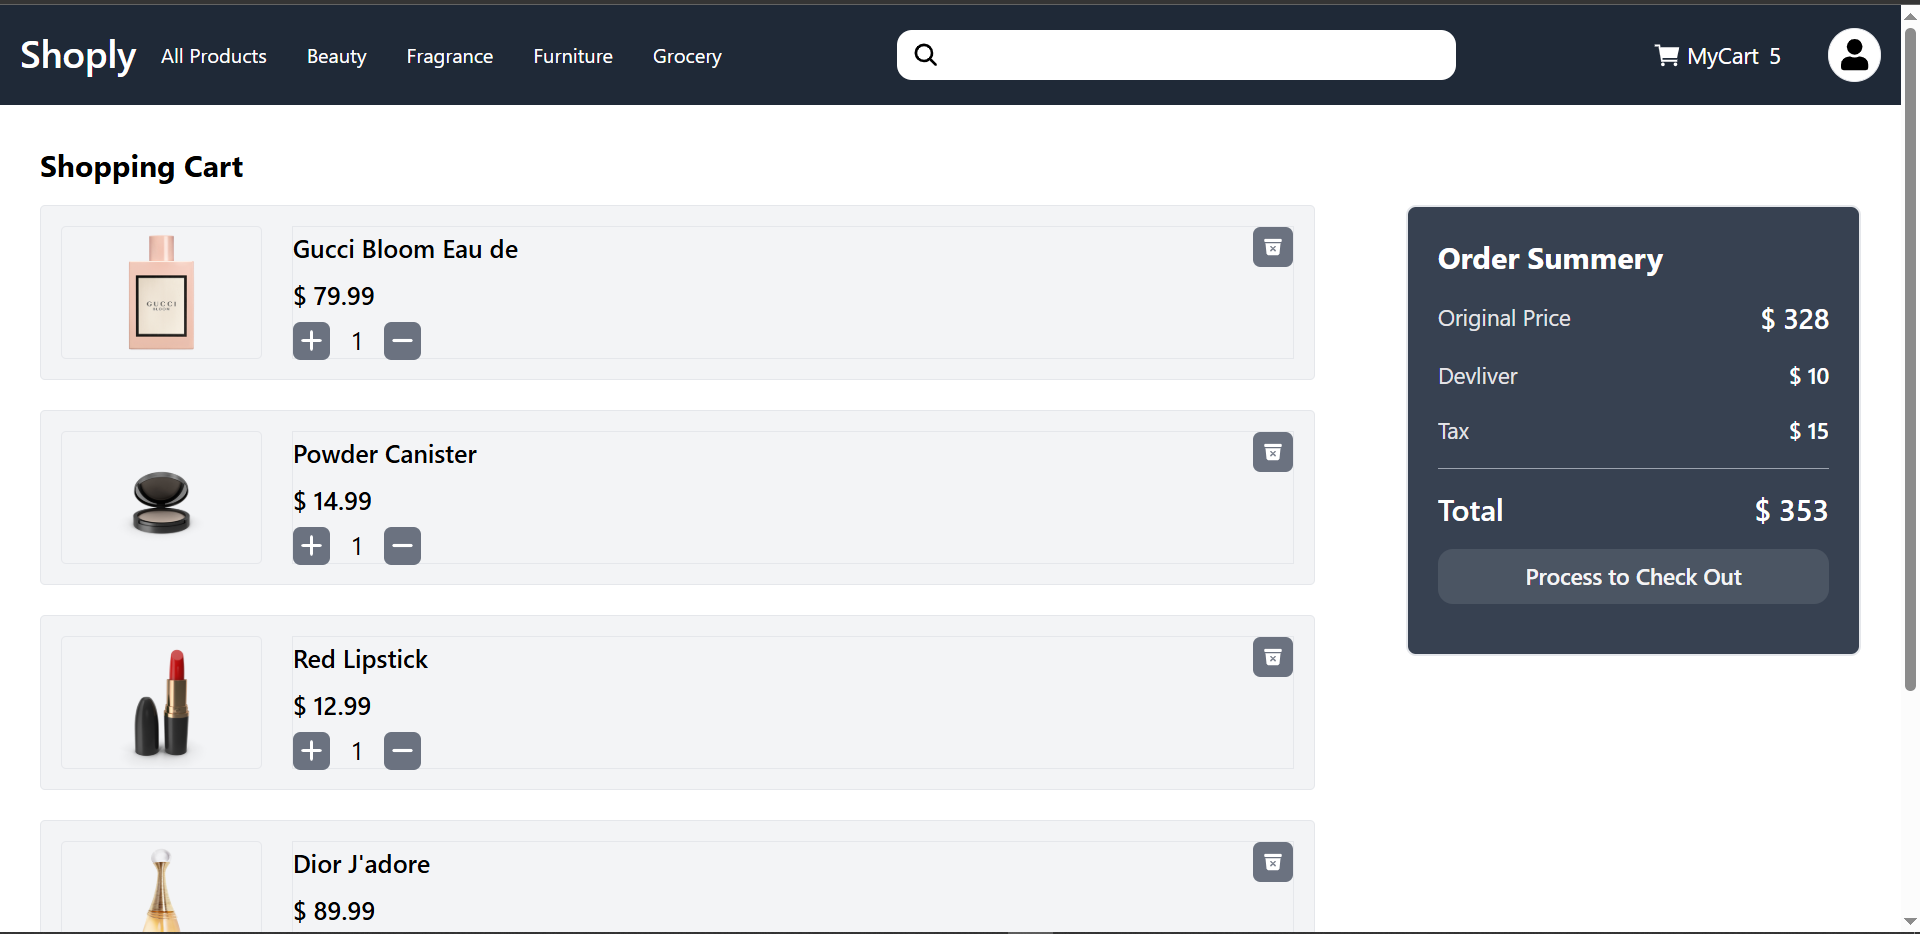 Shoply All Products Beauty Fragrance Furniture Grocery MyCart 5
Shopping Cart
GUCCI
BLOOM
Gucci Bloom Eau de
$ 79.99
1
Powder Canister
$ 14.99
1
Red Lipstick
$ 12.99
1
Dior J'adore
$ 89.99
Order Summery
Original Price $ 328
Devliver $ 10
Tax $ 15
Total $ 353
Process to Check Out